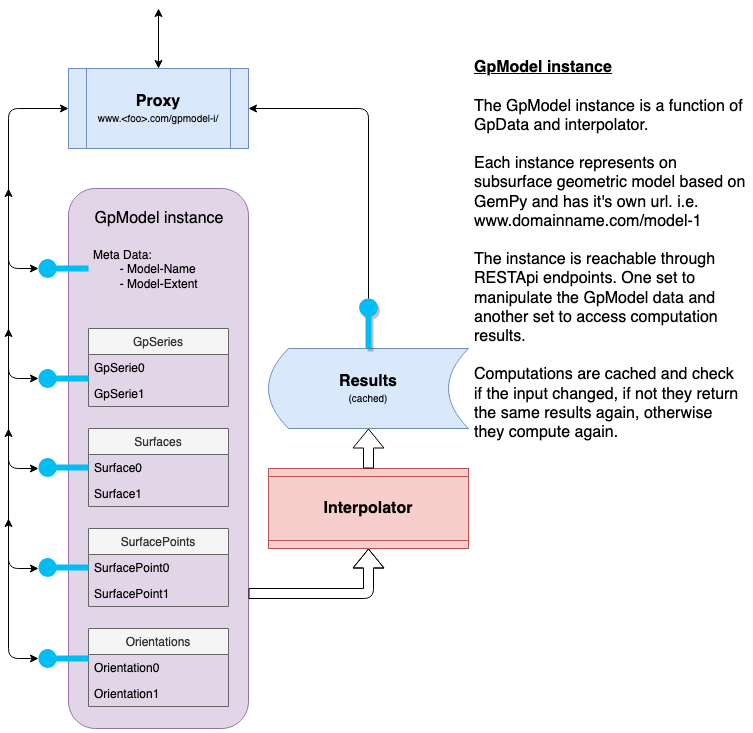 Proxy
www.<foo>.com/gpmodel-i/
GpModel instance
Meta Data:
- Model-Name
- Model-Extent
GpSeries
GpSerie0
GpSerie1
Surfaces
Surface0
Surface1
SurfacePoints
SurfacePoint0
SurfacePoint1
Orientations
Orientation0
Orientation1
Results
(cached)
Interpolator
GpModel instance
The GpModel instance is a function of
GpData and interpolator.
Each instance represents on
subsurface geometric model based on
GemPy and has it's own url. i.e.
www.domainname.com/model-1
The instance is reachable through
RESTApi endpoints. One set to
manipulate the GpModel data and
another set to access computation
results.
Computations are cached and check
if the input changed, if not they return
the same results again, otherwise
they compute again.